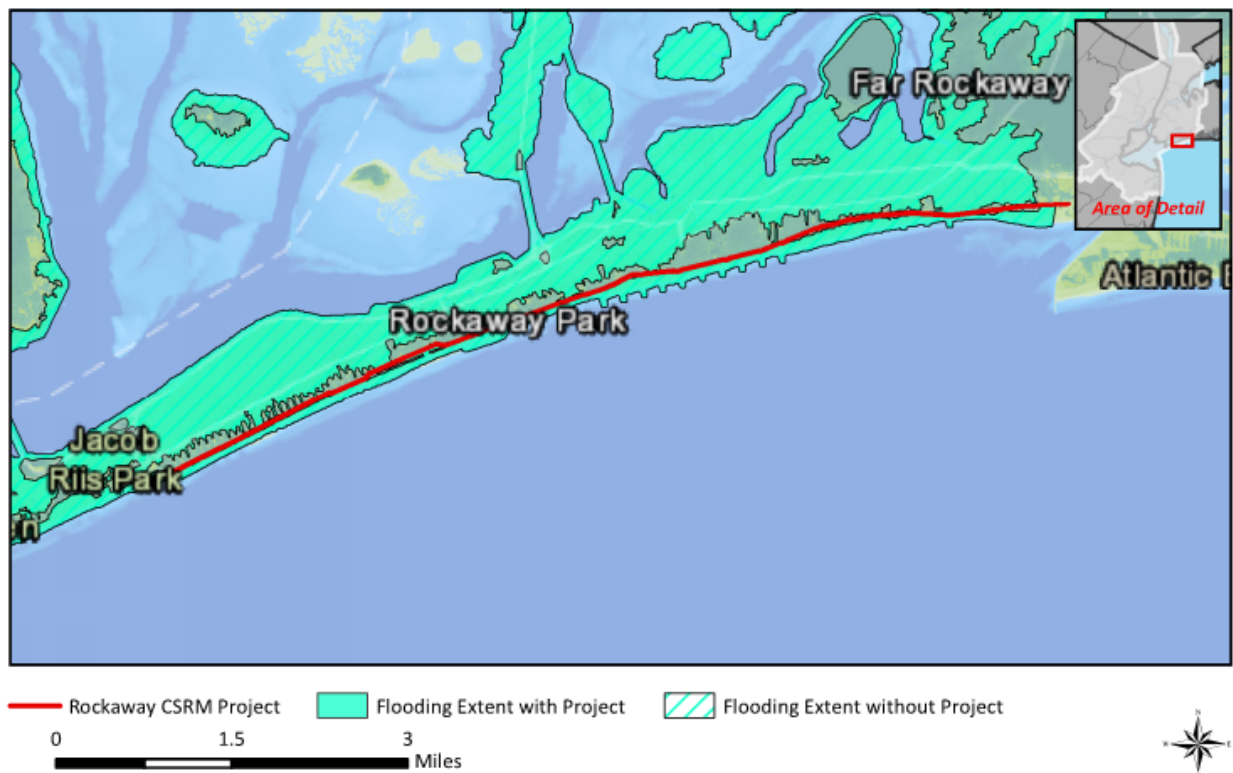 Far Rockaway
Area of Detail
Atlantic
Rockaway Park
Jacob
Riis Park
n
Rockaway CSRM Project
Flooding Extent with Project
Flooding Extent without Project
0 1.5 3
Miles
N
W E
S